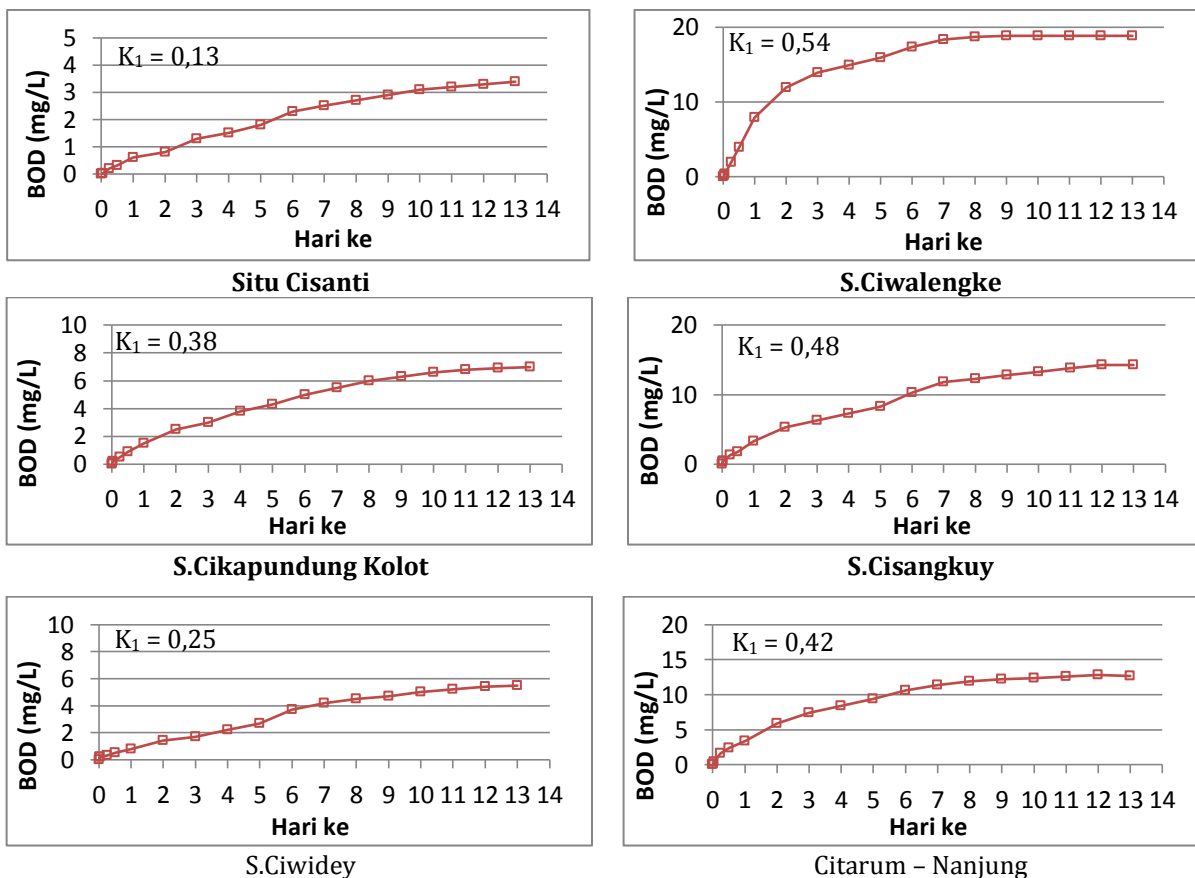 BOD (mg/L)
5
4
3
2
1
0
K1 = 0,13
0 1 2 3 4 5 6 7 8 9 10 11 12 13 14
Hari ke
Situ Cisanti
BOD (mg/L)
20
10
0
K1 = 0,54
0 1 2 3 4 5 6 7 8 9 10 11 12 13 14
Hari ke
S.Ciwalengke
BOD (mg/L)
10
8
6
4
2
0
K1 = 0,38
0 1 2 3 4 5 6 7 8 9 10 11 12 13 14
Hari ke
S.Cikapundung Kolot
BOD (mg/L)
20
10
0
K1 = 0,48
0 1 2 3 4 5 6 7 8 9 10 11 12 13 14
Hari ke
S.Cisangkuy
BOD (mg/L)
10
8
6
4
2
0
K1 = 0,25
0 1 2 3 4 5 6 7 8 9 10 11 12 13 14
Hari ke
S.Ciwidey
BOD (mg/L)
20
15
10
5
0
K1 = 0,42
0 1 2 3 4 5 6 7 8 9 10 11 12 13 14
Hari ke
Citarum – Nanjung